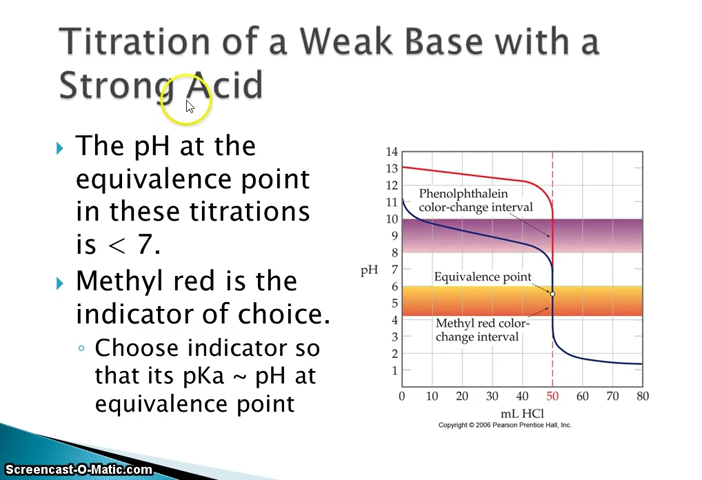 Titration of a Weak Base with a
Strong Acid
The pH at the
equivalence point
in these titrations
is < 7.
Methyl red is the
indicator of choice.
Choose indicator so
that its pKa ~ pH at
equivalence point
14
13
12
11
10
9
8
7
6
5
4
3
2
1
pH
Phenolphthalein
color-change interval
Equivalence point
Methyl red color-
change interval
0 10 20 30 40 50 60 70 80
mL HCl
Copyright © 2006 Pearson Prentice Hall, Inc.
Screencast-O-Matic.com